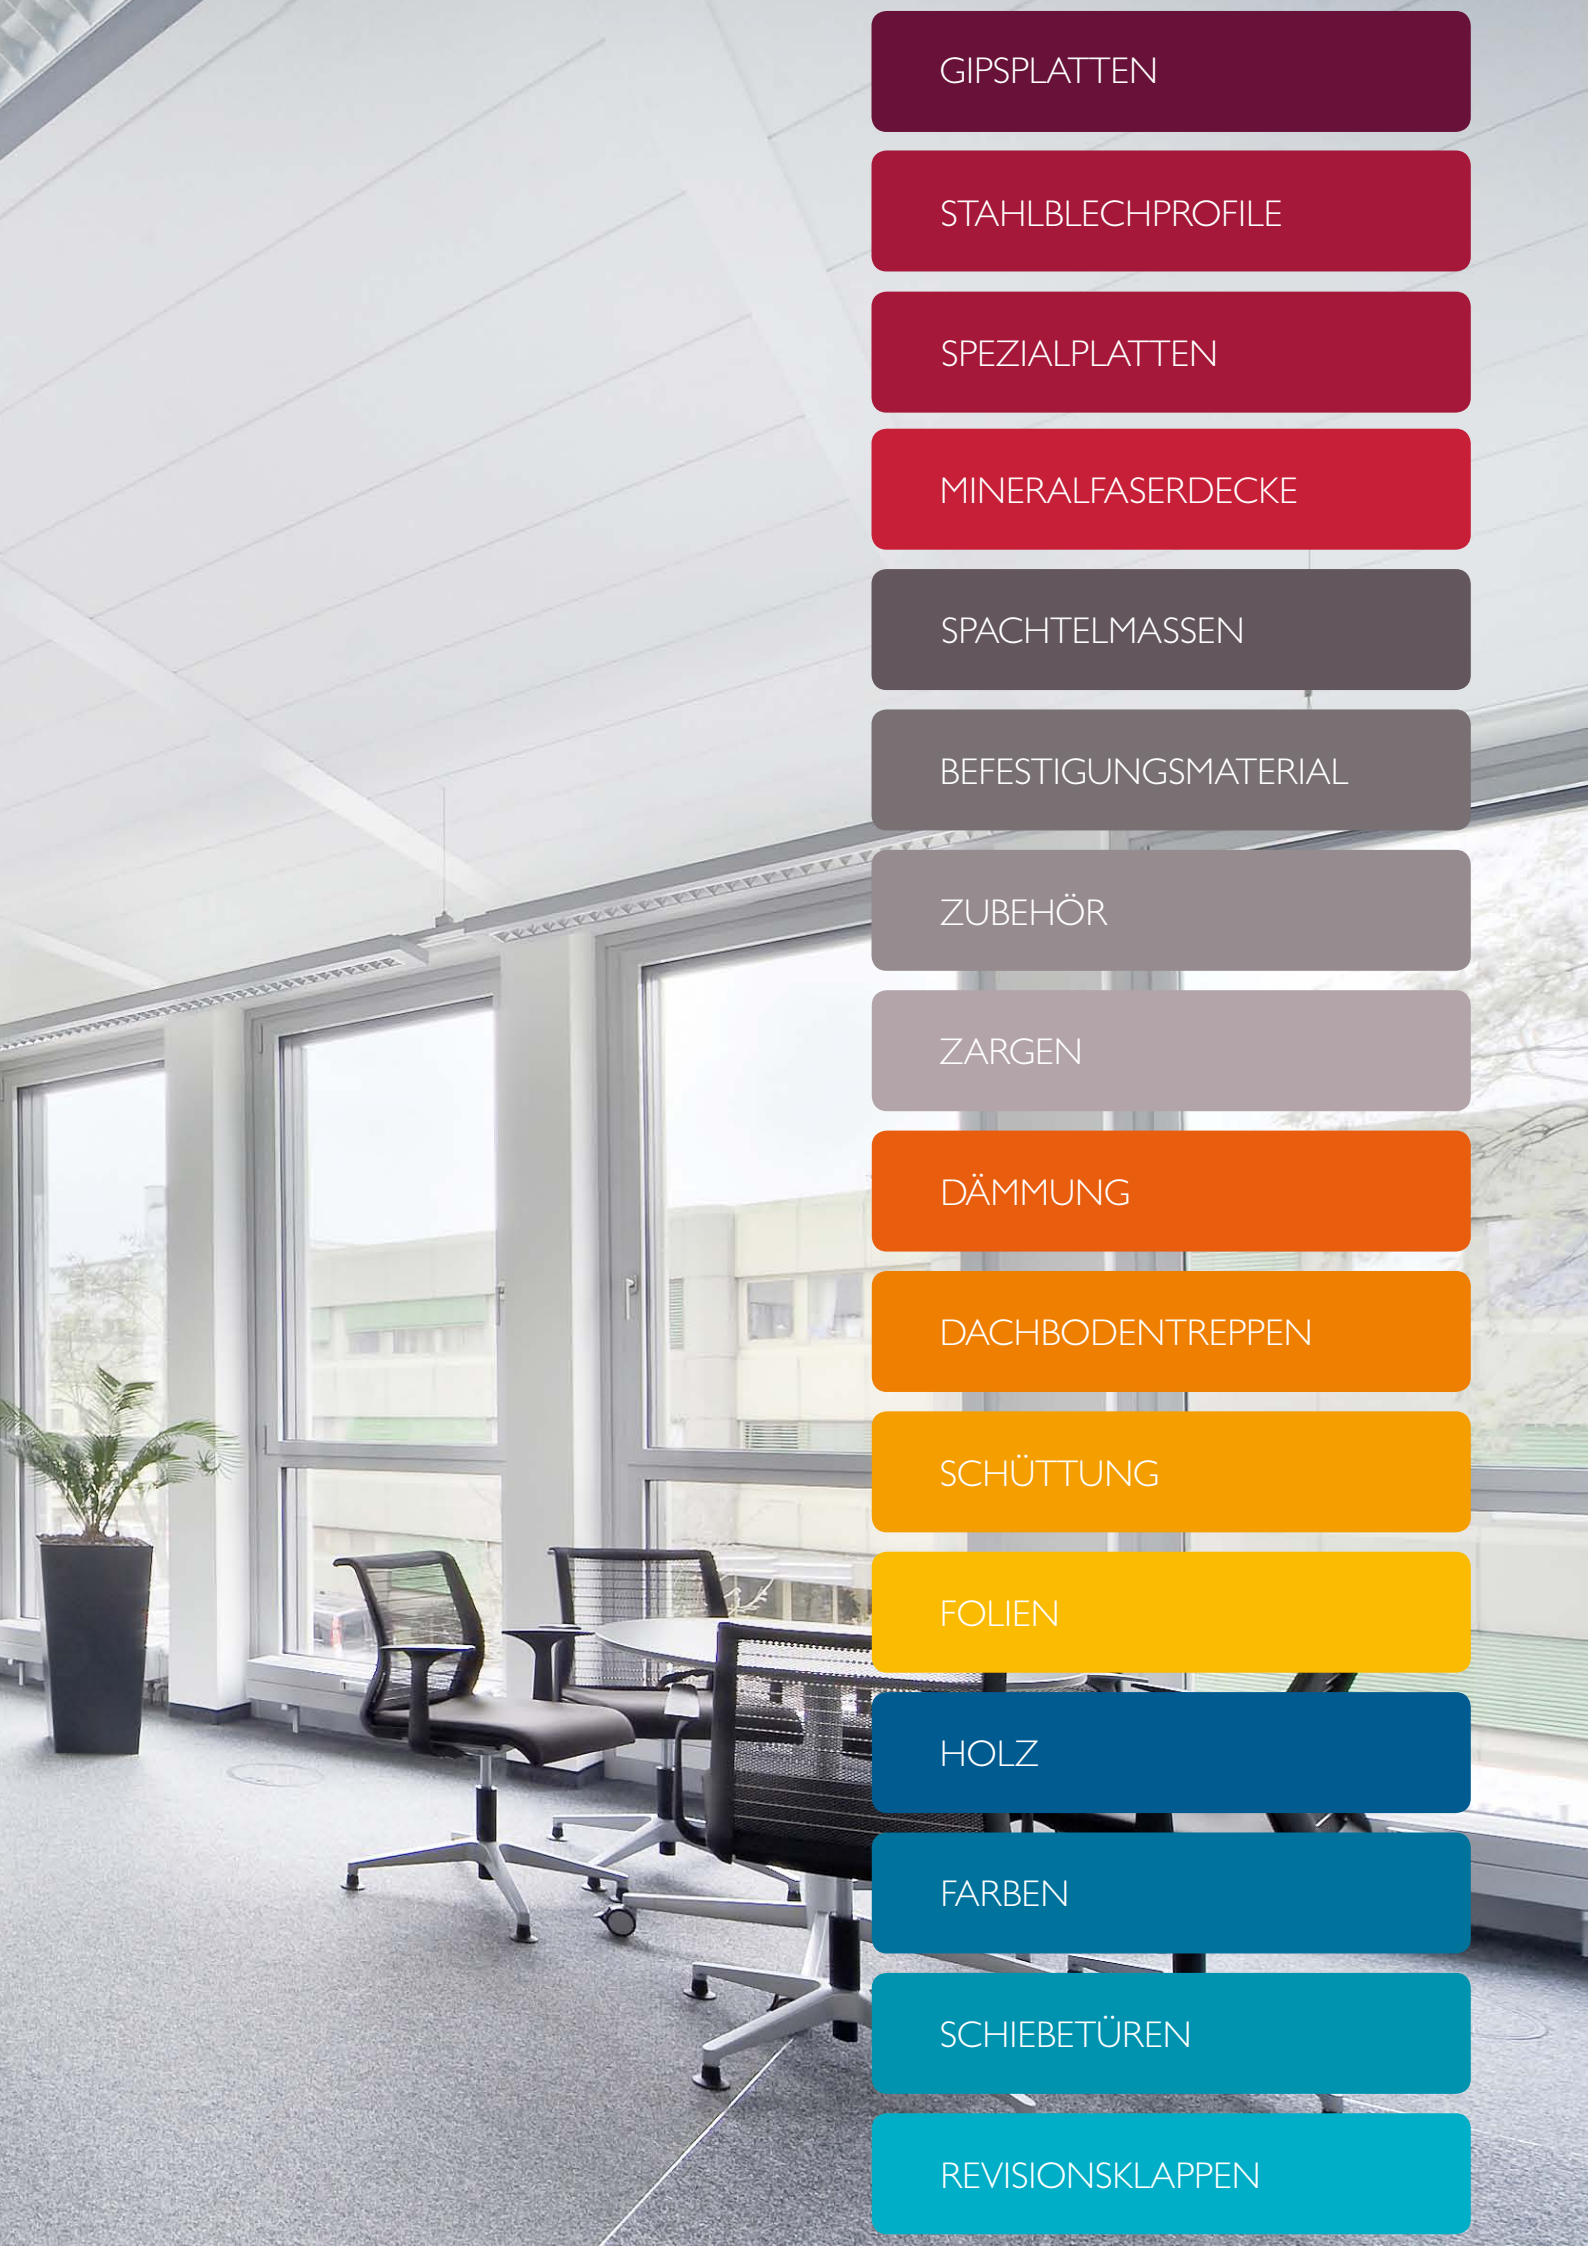 GIPSPLATTEN
STAHLBLECHPROFILE
SPEZIALPLATTEN
MINERALFASERDECKE
SPACHTELMASSEN
BEFESTIGUNGSMATERIAL
ZUBEHÖR
ZARGEN
DÄMMUNG
DACHBODENTREPPEN
SCHÜTTUNG
FOLIEN
HOLZ
FARBEN
SCHIEBETÜREN
REVISIONSKLAPPEN